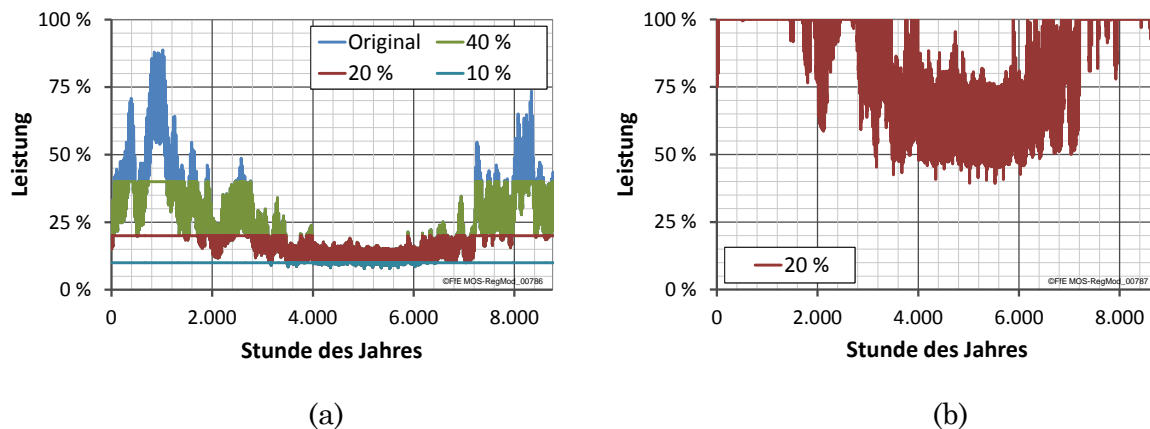 100 %
75 %
50 %
25 %
0 %
Leistung
Original
40 %
20 %
10 %
©FfE MOS-RegMod_00786
0
2.000
4.000
6.000
8.000
Stunde des Jahres
(a)
100 %
75 %
50 %
25 %
0 %
Leistung
20 %
©FfE MOS-RegMod_00787
0
2.000
4.000
6.000
8.000
Stunde des Jahres
(b)